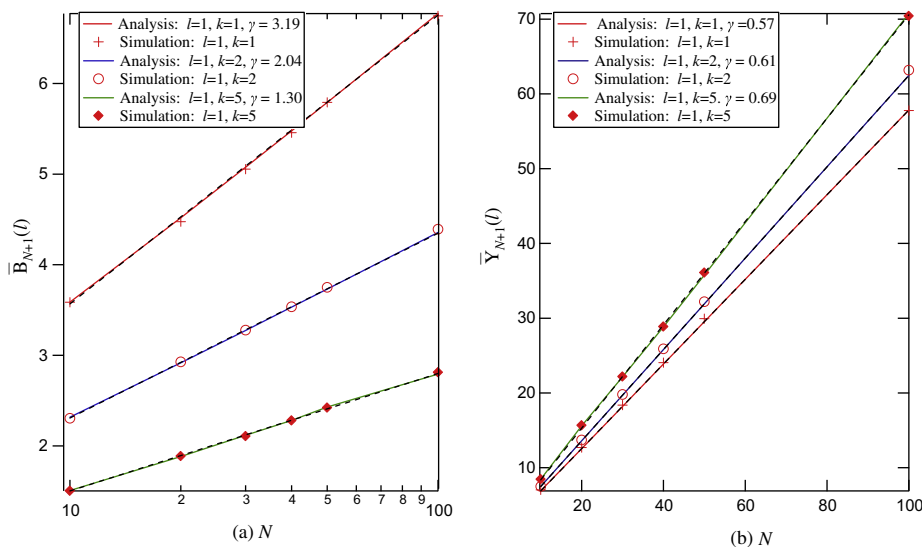 Analysis: l=1, k=1, γ = 3.19
Simulation: l=1, k=1
Analysis: l=1, k=2, γ = 2.04
Simulation: l=1, k=2
Analysis: l=1, k=5 γ = 1.30
Simulation: l=1, k=5
6
5
4
3
2
B̅_{N+1}(l)
10
2
3
4
5
6
7
8
9
100
(a) N
Analysis: l=1, k=1, γ =0.57
Simulation: l=1, k=1
Analysis: l=1, k=2, γ = 0.61
Simulation: l=1, k=2
Analysis: l=1, k=5. γ = 0.69
Simulation: l=1, k=5
70
60
50
40
30
20
10
Y̅_{N+1}(l)
20
40
60
80
100
(b) N